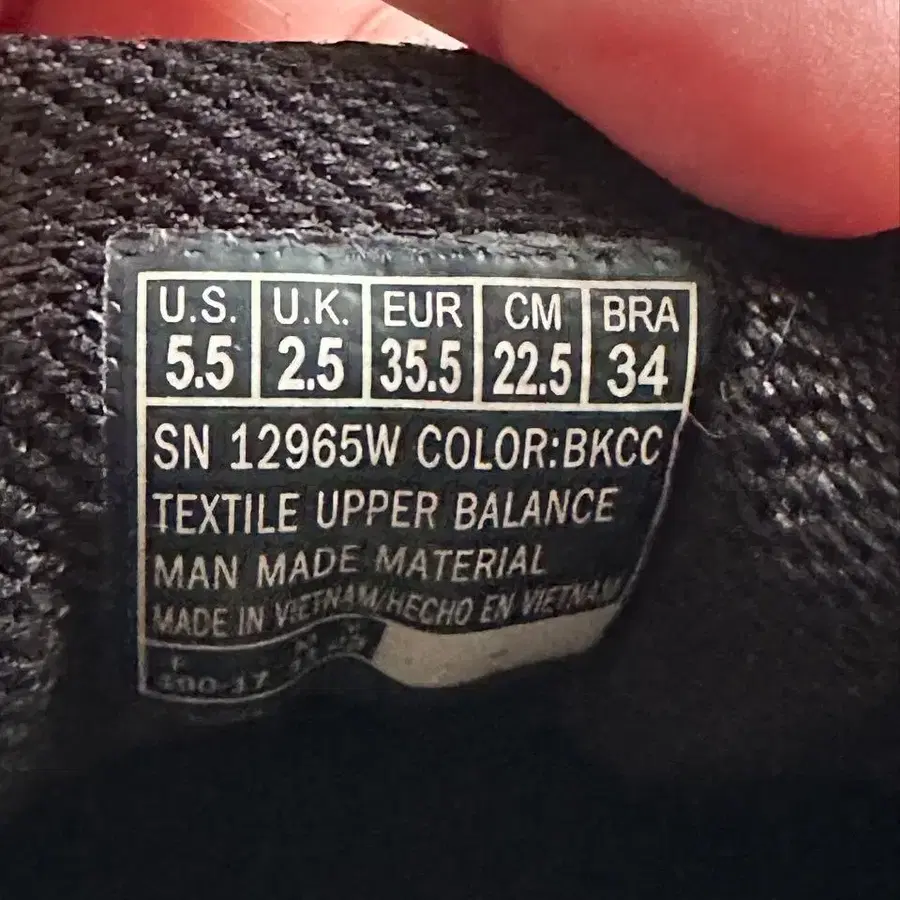 U.S. U.K. EUR CM BRA
5.5 2.5 35.5 22.5 34
SN 12965W COLOR:BKCC
TEXTILE UPPER BALANCE
MAN MADE MATERIAL
MADE IN VIETNAM/HECHO EN VIETNAM